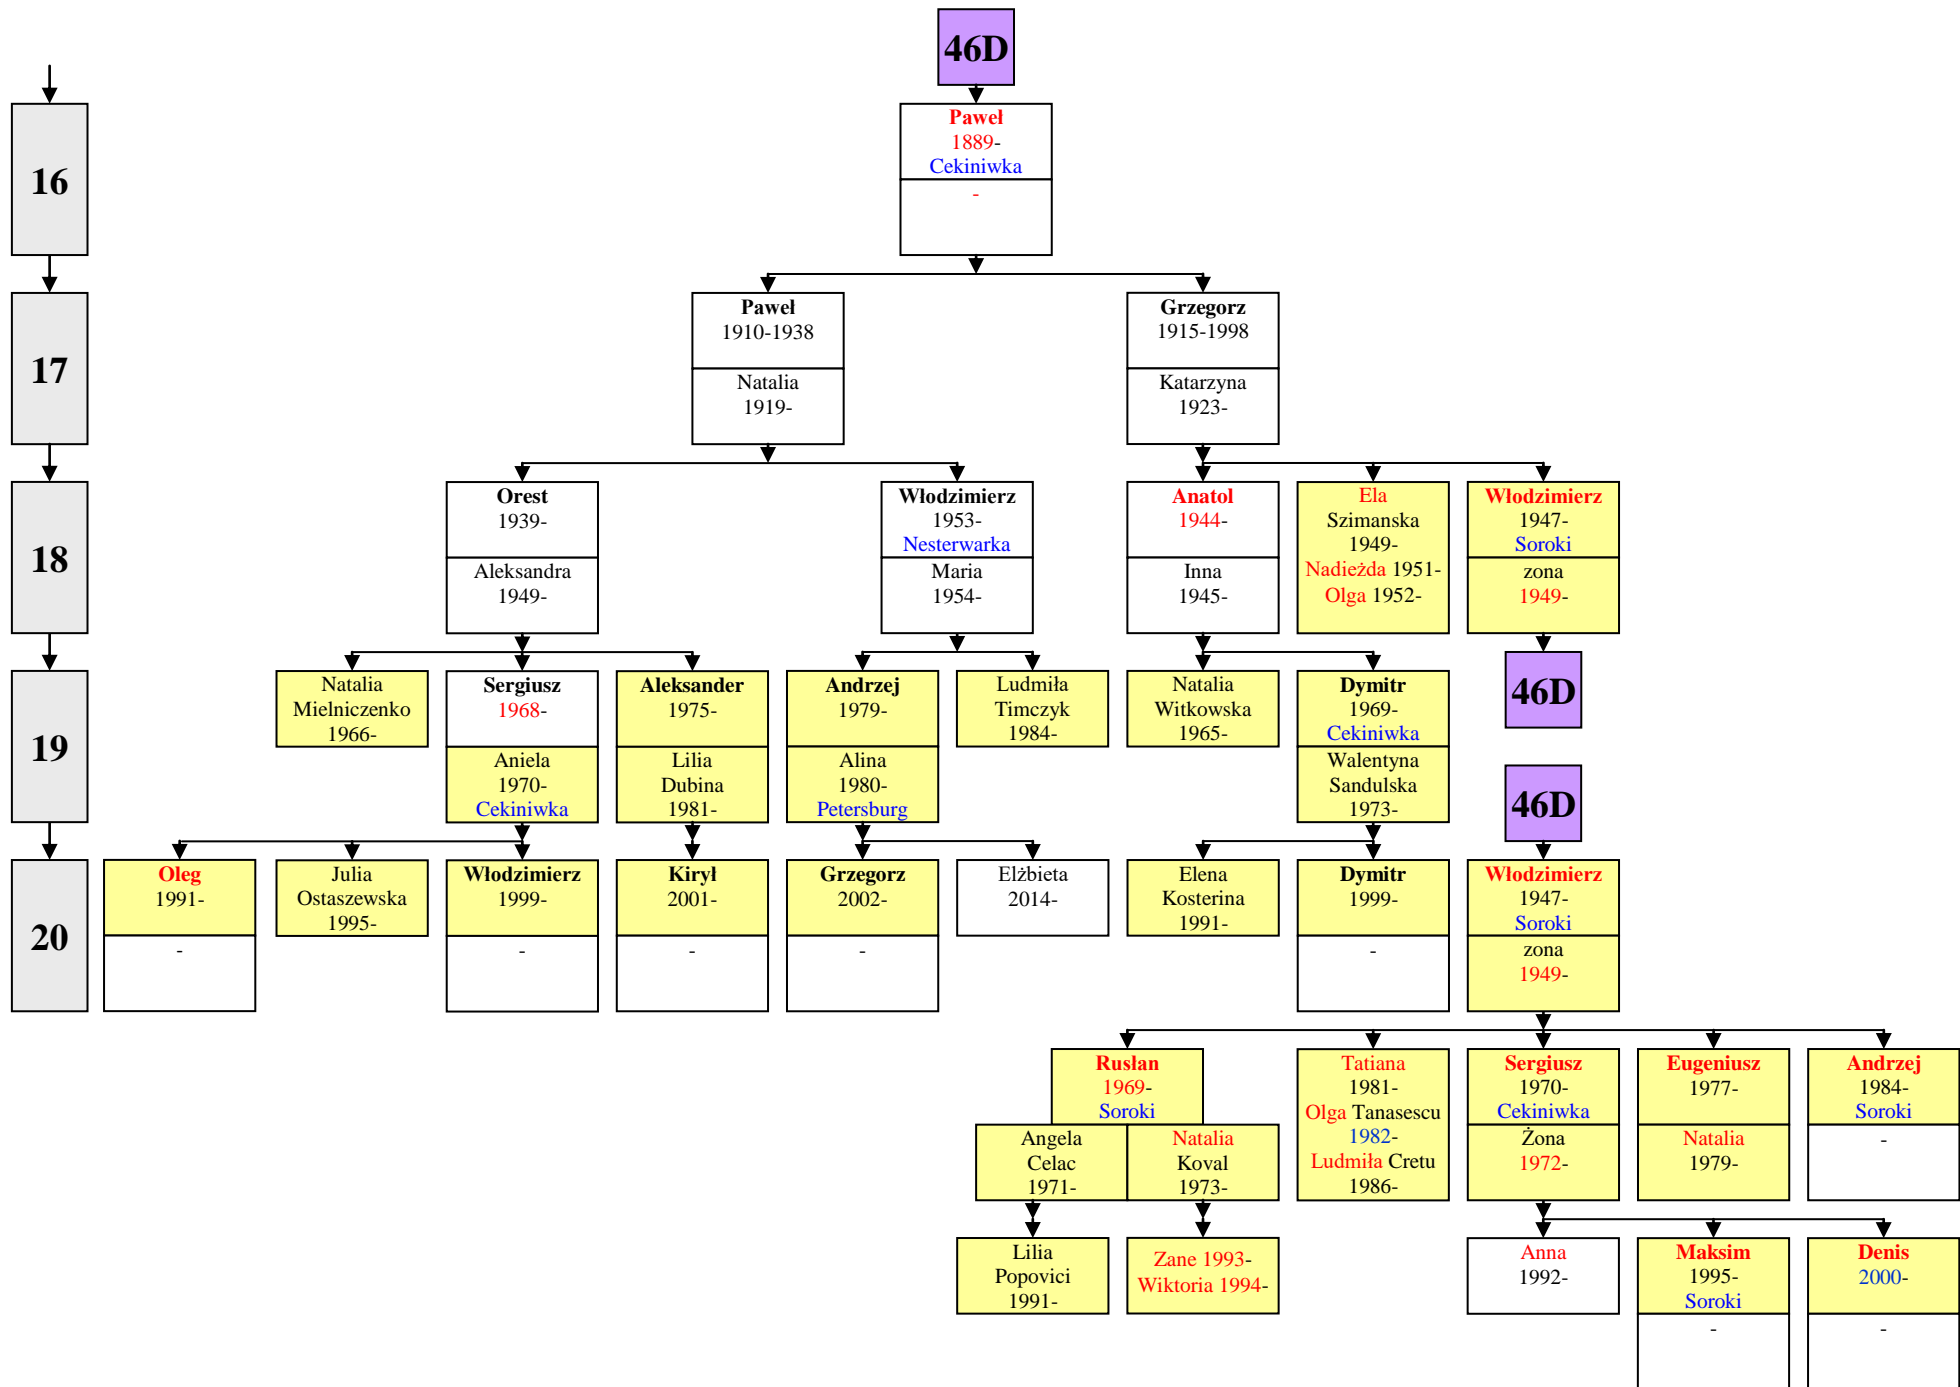 46D
16
Paweł
1889-
Cekiniwka
-
17
Paweł
1910-1938
Natalia
1919-
Grzegorz
1915-1998
Katarzyna
1923-
18
Orest
1939-
Aleksandra
1949-
Włodzimierz
1953-
Nesterwarka
Maria
1954-
Anatol
1944-
Inna
1945-
Ela
Szimanska
1949-
Nadieżda 1951-
Olga 1952-
Włodzimierz
1947-
Soroki
zona
1949-
19
Natalia
Mielniczenko
1966-
Sergiusz
1968-
Aniela
1970-
Cekiniwka
Aleksander
1975-
Lilia
Dubina
1981-
Andrzej
1979-
Alina
1980-
Petersburg
Ludmiła
Timczyk
1984-
Natalia
Witkowska
1965-
Dymitr
1969-
Cekiniwka
Walentyna
Sandulska
1973-
46D
46D
20
Oleg
1991-
-
Julia
Ostaszewska
1995-
Włodzimierz
1999-
-
Kirył
2001-
-
Grzegorz
2002-
-
Elżbieta
2014-
Elena
Kosterina
1991-
Dymitr
1999-
-
Włodzimierz
1947-
Soroki
zona
1949-
Rusłan
1969-
Soroki
Angela
Celac
1971-
Natalia
Koval
1973-
Tatiana
1981-
Olga Tanasescu
1982-
Ludmiła Cretu
1986-
Sergiusz
1970-
Cekiniwka
Żona
1972-
Eugeniusz
1977-
Natalia
1979-
Andrzej
1984-
Soroki
-
Lilia
Popovici
1991-
Zane 1993-
Wiktoria 1994-
Anna
1992-
Maksim
1995-
Soroki
-
Denis
2000-
-